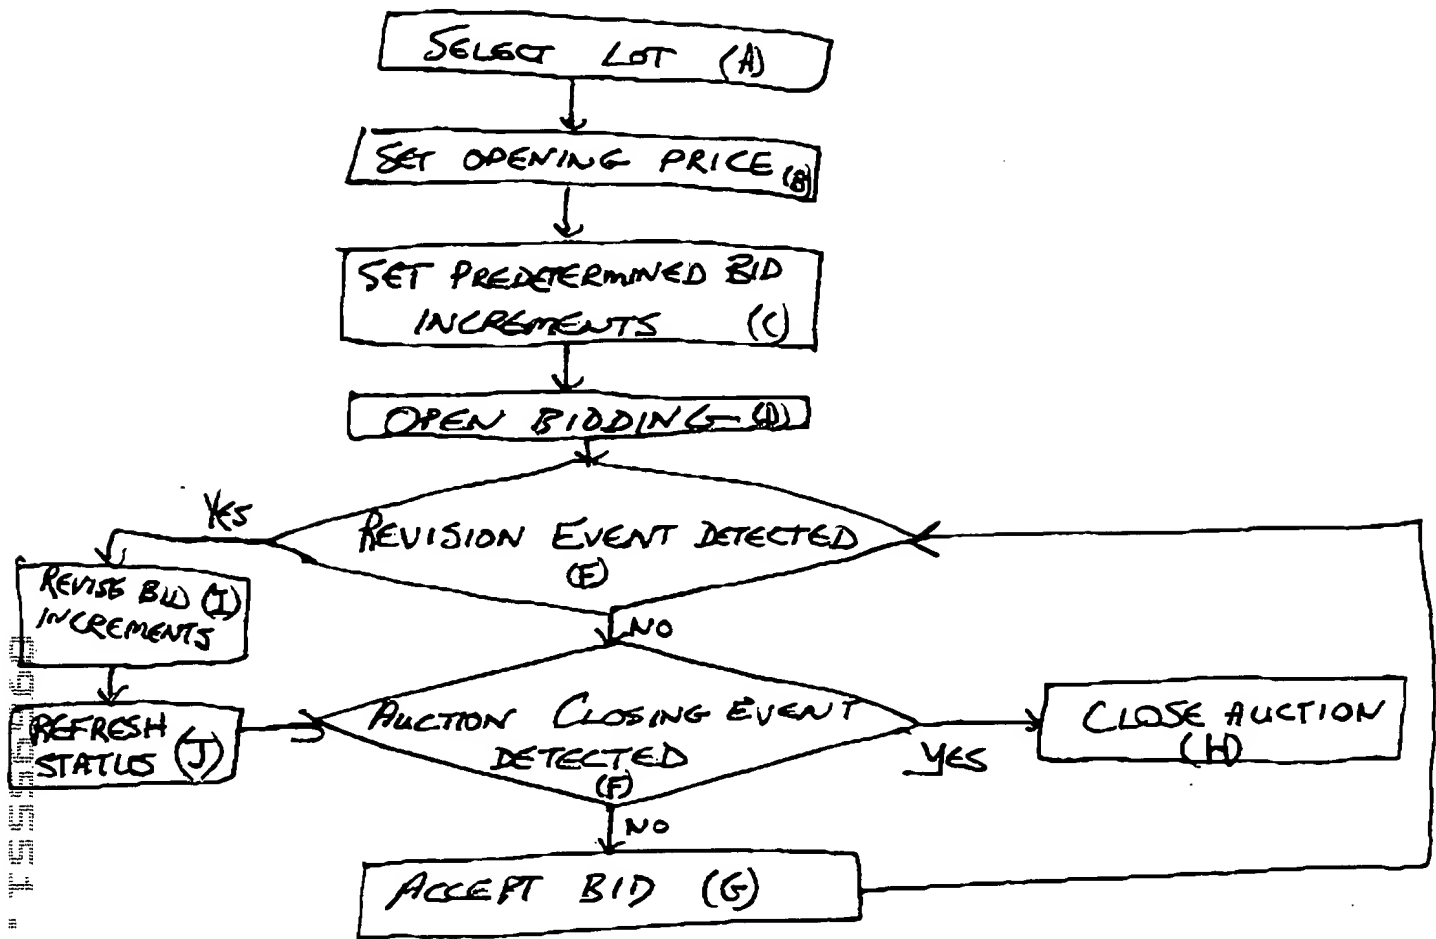 SELECT LOT (A)
SET OPENING PRICE (B)
SET PREDETERMINED BID
INCREMENTS (C)
OPEN BIDDING (D)
YES
REVISION EVENT DETECTED
(E)
REVISE BID (I)
INCREMENTS
NO
AUCTION CLOSING EVENT
DETECTED
(F)
REFRESH
STATUS (J)
YES
CLOSE AUCTION
(H)
NO
ACCEPT BID (G)